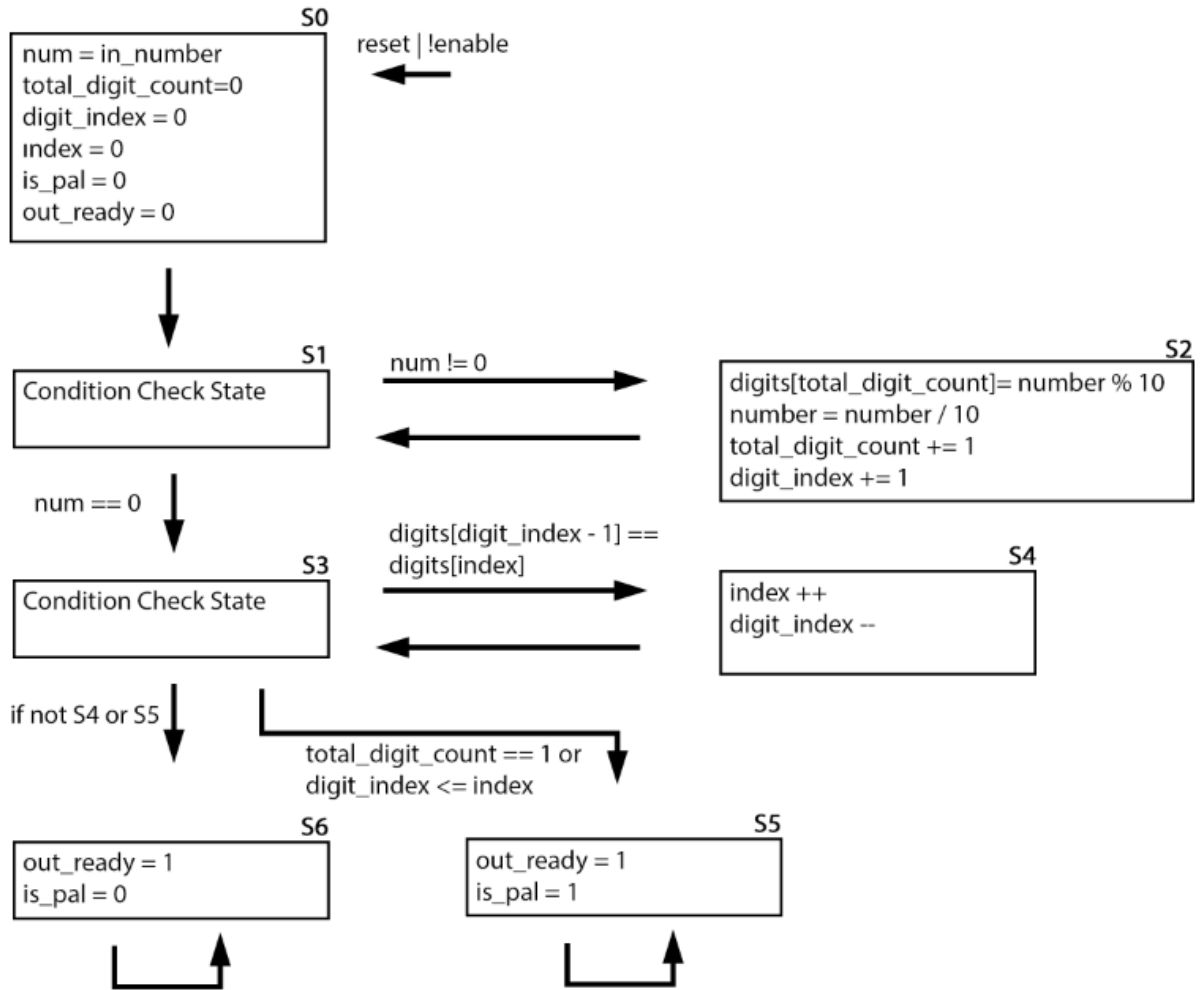 S0
num = in_number
total_digit_count=0
digit_index = 0
index = 0
is_pal = 0
out_ready = 0
reset | !enable
S1
Condition Check State
num != 0
S2
digits[total_digit_count]= number % 10
number = number / 10
total_digit_count += 1
digit_index += 1
num == 0
S3
Condition Check State
digits[digit_index - 1] ==
digits[index]
S4
index ++
digit_index --
if not S4 or S5
total_digit_count == 1 or
digit_index <= index
S6
out_ready = 1
is_pal = 0
S5
out_ready = 1
is_pal = 1